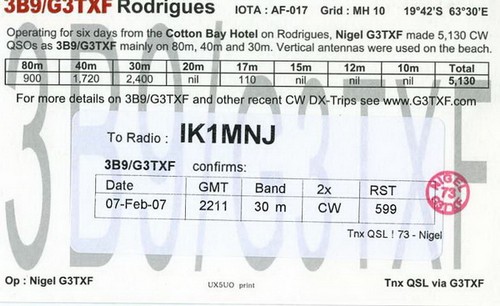 3B9/G3TXF Rodrigues IOTA : AF-017 Grid : MH 10 19°42'S 63°30'E
Operating for six days from the Cotton Bay Hotel on Rodrigues, Nigel G3TXF made 5,130 CW
QSOs as 3B9/G3TXF mainly on 80m, 40m and 30m. Vertical antennas were used on the beach.
80m 40m 30m 20m 17m 15m 12m 10m Total
900 1,720 2,400 nil 110 nil nil nil 5,130
For more details on 3B9/G3TXF and other recent CW DX-Trips see www.G3TXF.com
3B9/G3TXF
To Radio : IK1MNJ
3B9/G3TXF confirms:
Date GMT Band 2x RST
07-Feb-07 2211 30 m CW 599
NIGEL
73
G3TXF
Tnx QSL ! 73 - Nigel
Op : Nigel G3TXF UX5UO print Tnx QSL via G3TXF